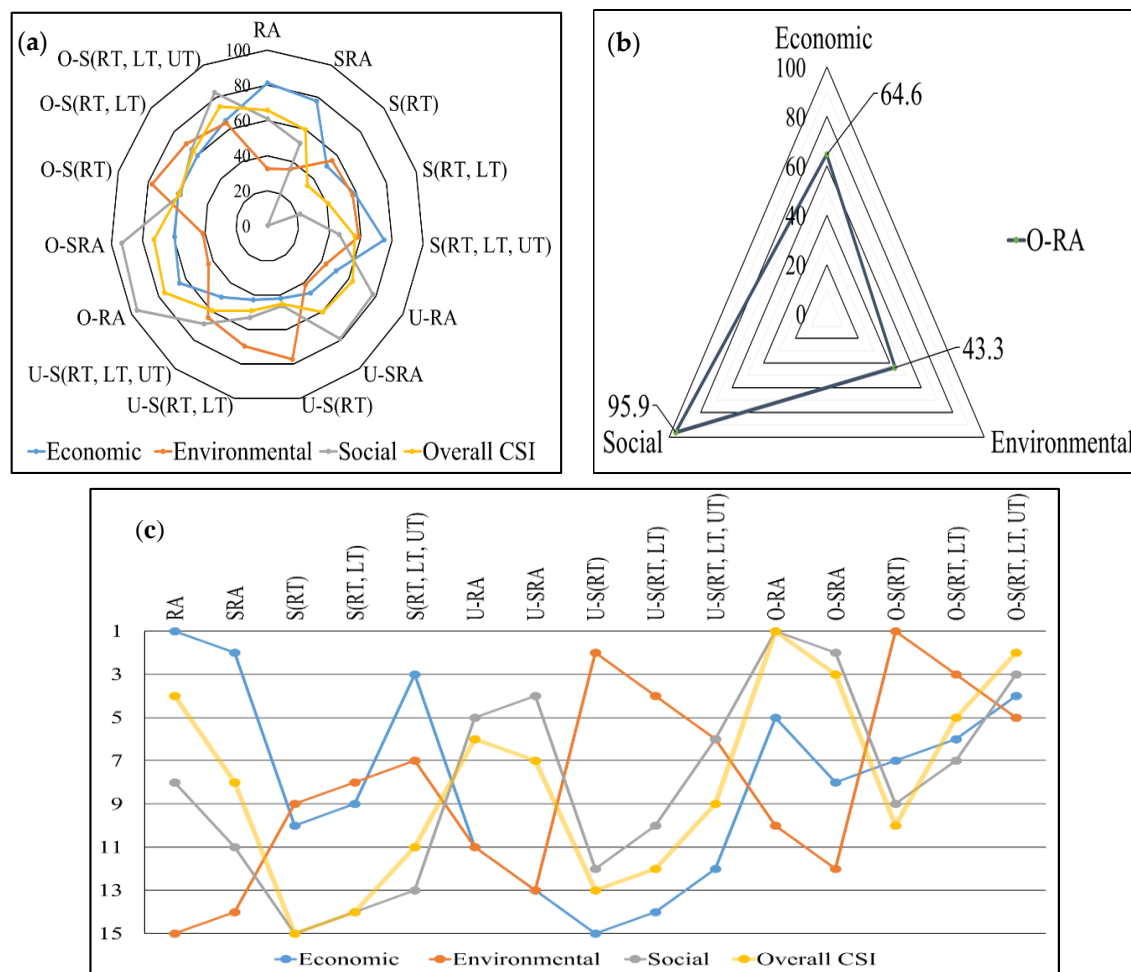 (a)
RA
SRA
S(RT)
S(RT, LT)
S(RT, LT, UT)
U-RA
U-SRA
U-S(RT)
U-S(RT, LT)
U-S(RT, LT, UT)
O-RA
O-SRA
O-S(RT)
O-S(RT, LT)
O-S(RT, LT, UT)
100
80
60
40
20
0
Economic Environmental Social Overall CSI
(b)
Economic
100
80
60
40
20
0
64.6
43.3
95.9
Social
Environmental
O-RA
(c)
RA
SRA
S(RT)
S(RT, LT)
S(RT, LT, UT)
U-RA
U-SRA
U-S(RT)
U-S(RT, LT)
U-S(RT, LT, UT)
O-RA
O-SRA
O-S(RT)
O-S(RT, LT)
O-S(RT, LT, UT)
1
3
5
7
9
11
13
15
Economic Environmental Social Overall CSI